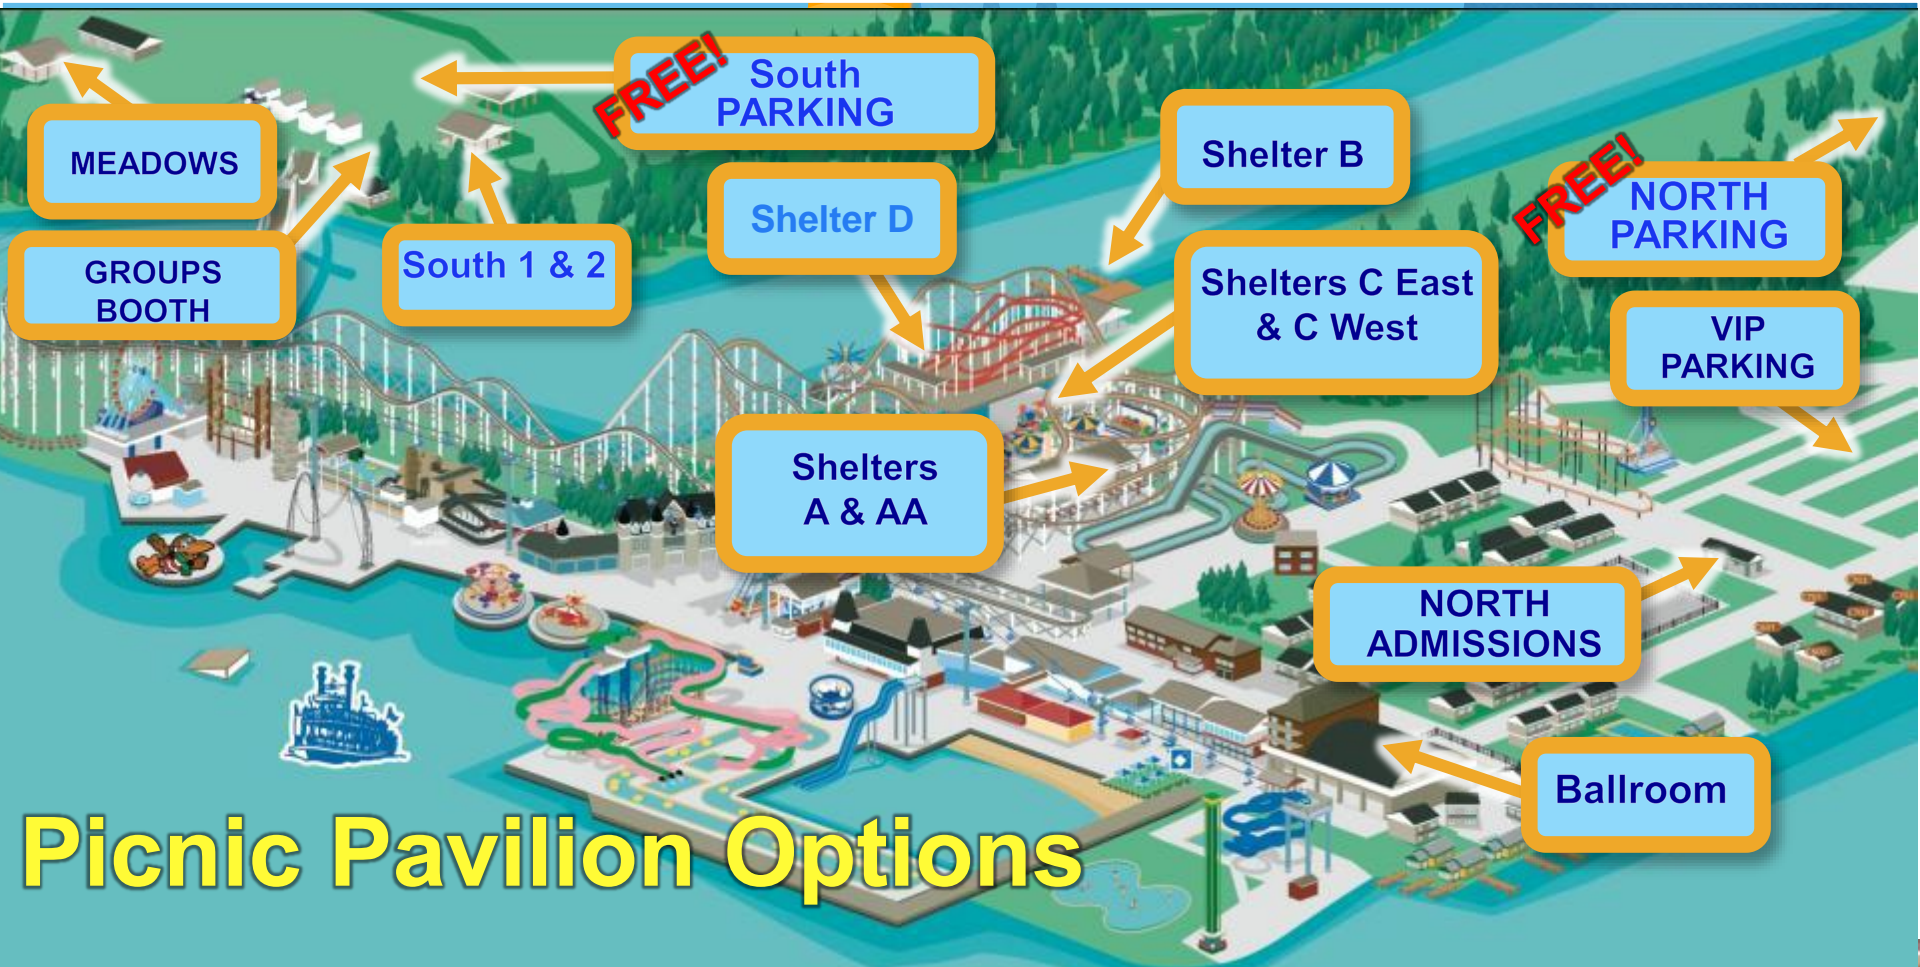 FREE!
South
PARKING
MEADOWS
Shelter B
FREE!
NORTH
PARKING
Shelter D
GROUPS
BOOTH
South 1 & 2
Shelters C East
& C West
VIP
PARKING
Shelters
A & AA
NORTH
ADMISSIONS
Ballroom
Picnic Pavilion Options